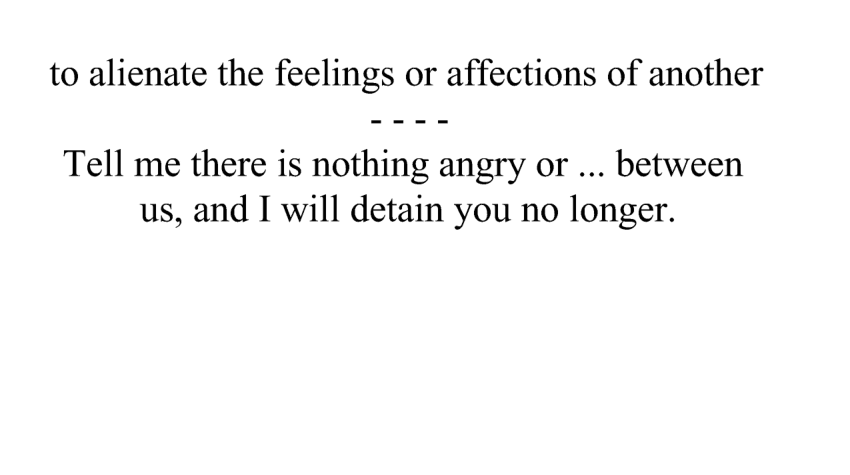 to alienate the feelings or affections of another
- - - -
Tell me there is nothing angry or ... between
us, and I will detain you no longer.